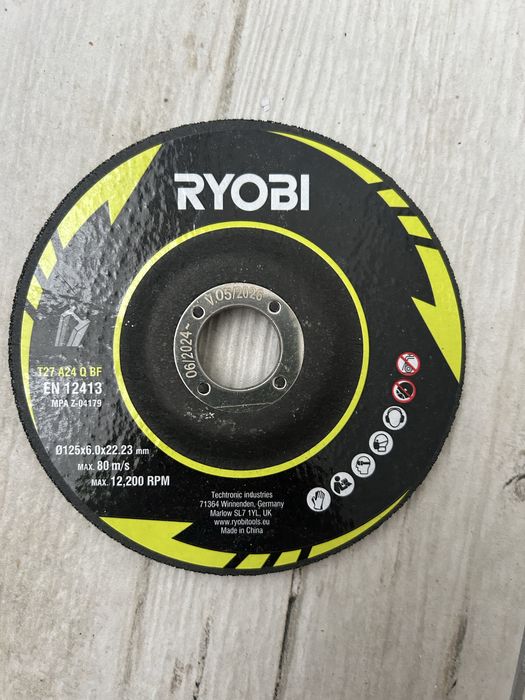 RYOBI
V 05/2026
06/2024~
T27 A24 Q BF
EN 12413
MPA Z-04179
Ø125x6.0x22.23 mm
MAX. 80 m/s
MAX. 12,200 RPM
Techtronic industries
71364 Winnenden, Germany
Marlow SL7 1YL, UK
www.ryobitools.eu
Made in China